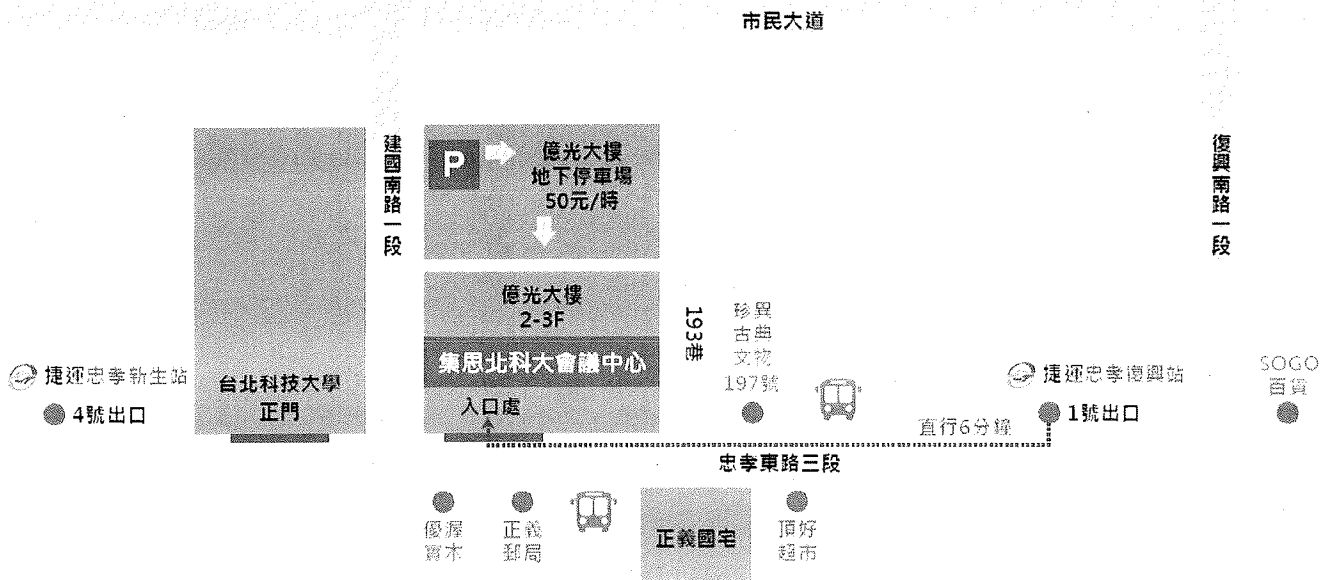 市民大道
建國南路一段
P
億光大樓
地下停車場
50元/時
復興南路一段
億光大樓
2-3F
集思北科大會議中心
入口處
193巷
珍異
古典
文物
197號
捷運忠孝新生站
4號出口
台北科技大學
正門
捷運忠孝復興站
1號出口
直行6分鐘
SOGO
百貨
忠孝東路三段
優渥
實木
正義
郵局
正義國宅
頂好
超市